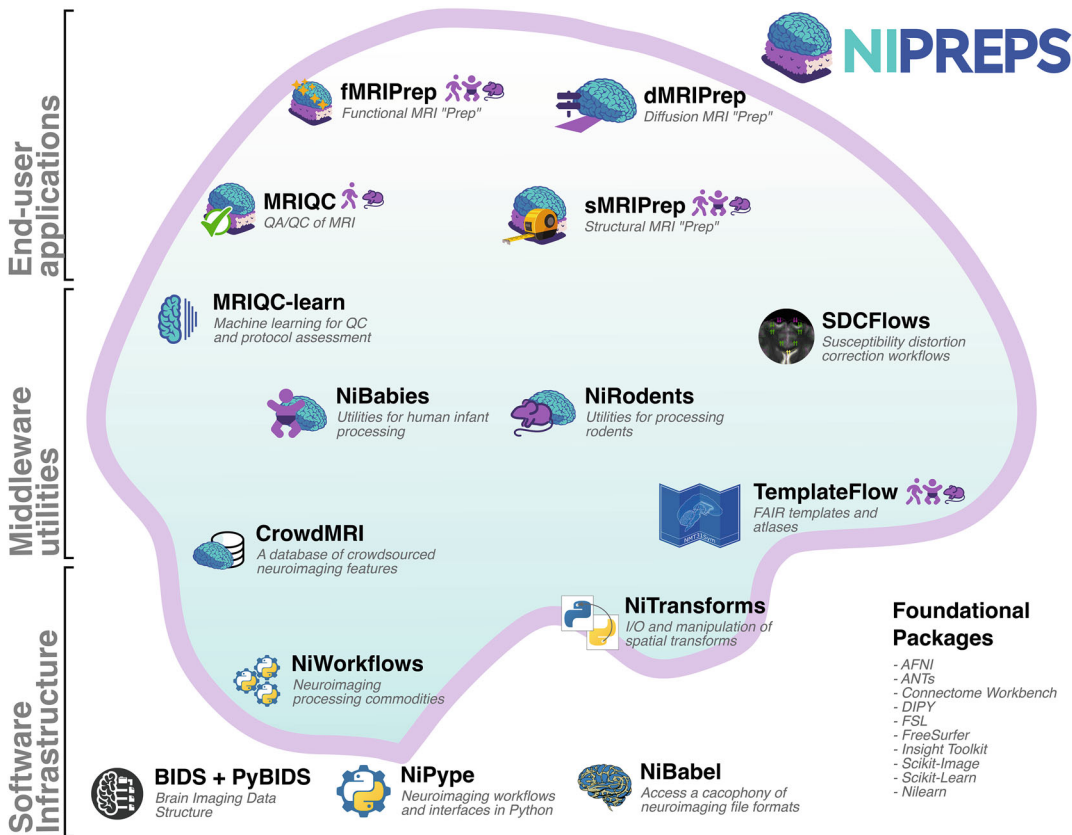 NIPREPS
End-user
applications
fMRIPrep
Functional MRI "Prep"
dMRIPrep
Diffusion MRI "Prep"
MRIQC
QA/QC of MRI
sMRIPrep
Structural MRI "Prep"
Middleware
utilities
MRIQC-learn
Machine learning for QC
and protocol assessment
SDCFlows
Susceptibility distortion
correction workflows
NiBabies
Utilities for human infant
processing
NiRodents
Utilities for processing
rodents
TemplateFlow
FAIR templates and
atlases
CrowdMRI
A database of crowdsourced
neuroimaging features
Software
Infrastructure
NiTransforms
I/O and manipulation of
spatial transforms
NiWorkflows
Neuroimaging
processing commodities
BIDS + PyBIDS
Brain Imaging Data
Structure
NiPype
Neuroimaging workflows
and interfaces in Python
NiBabel
Access a cacophony of
neuroimaging file formats
Foundational
Packages
- AFNI
- ANTs
- Connectome Workbench
- DIPY
- FSL
- FreeSurfer
- Insight Toolkit
- Scikit-Image
- Scikit-Learn
- Nilearn